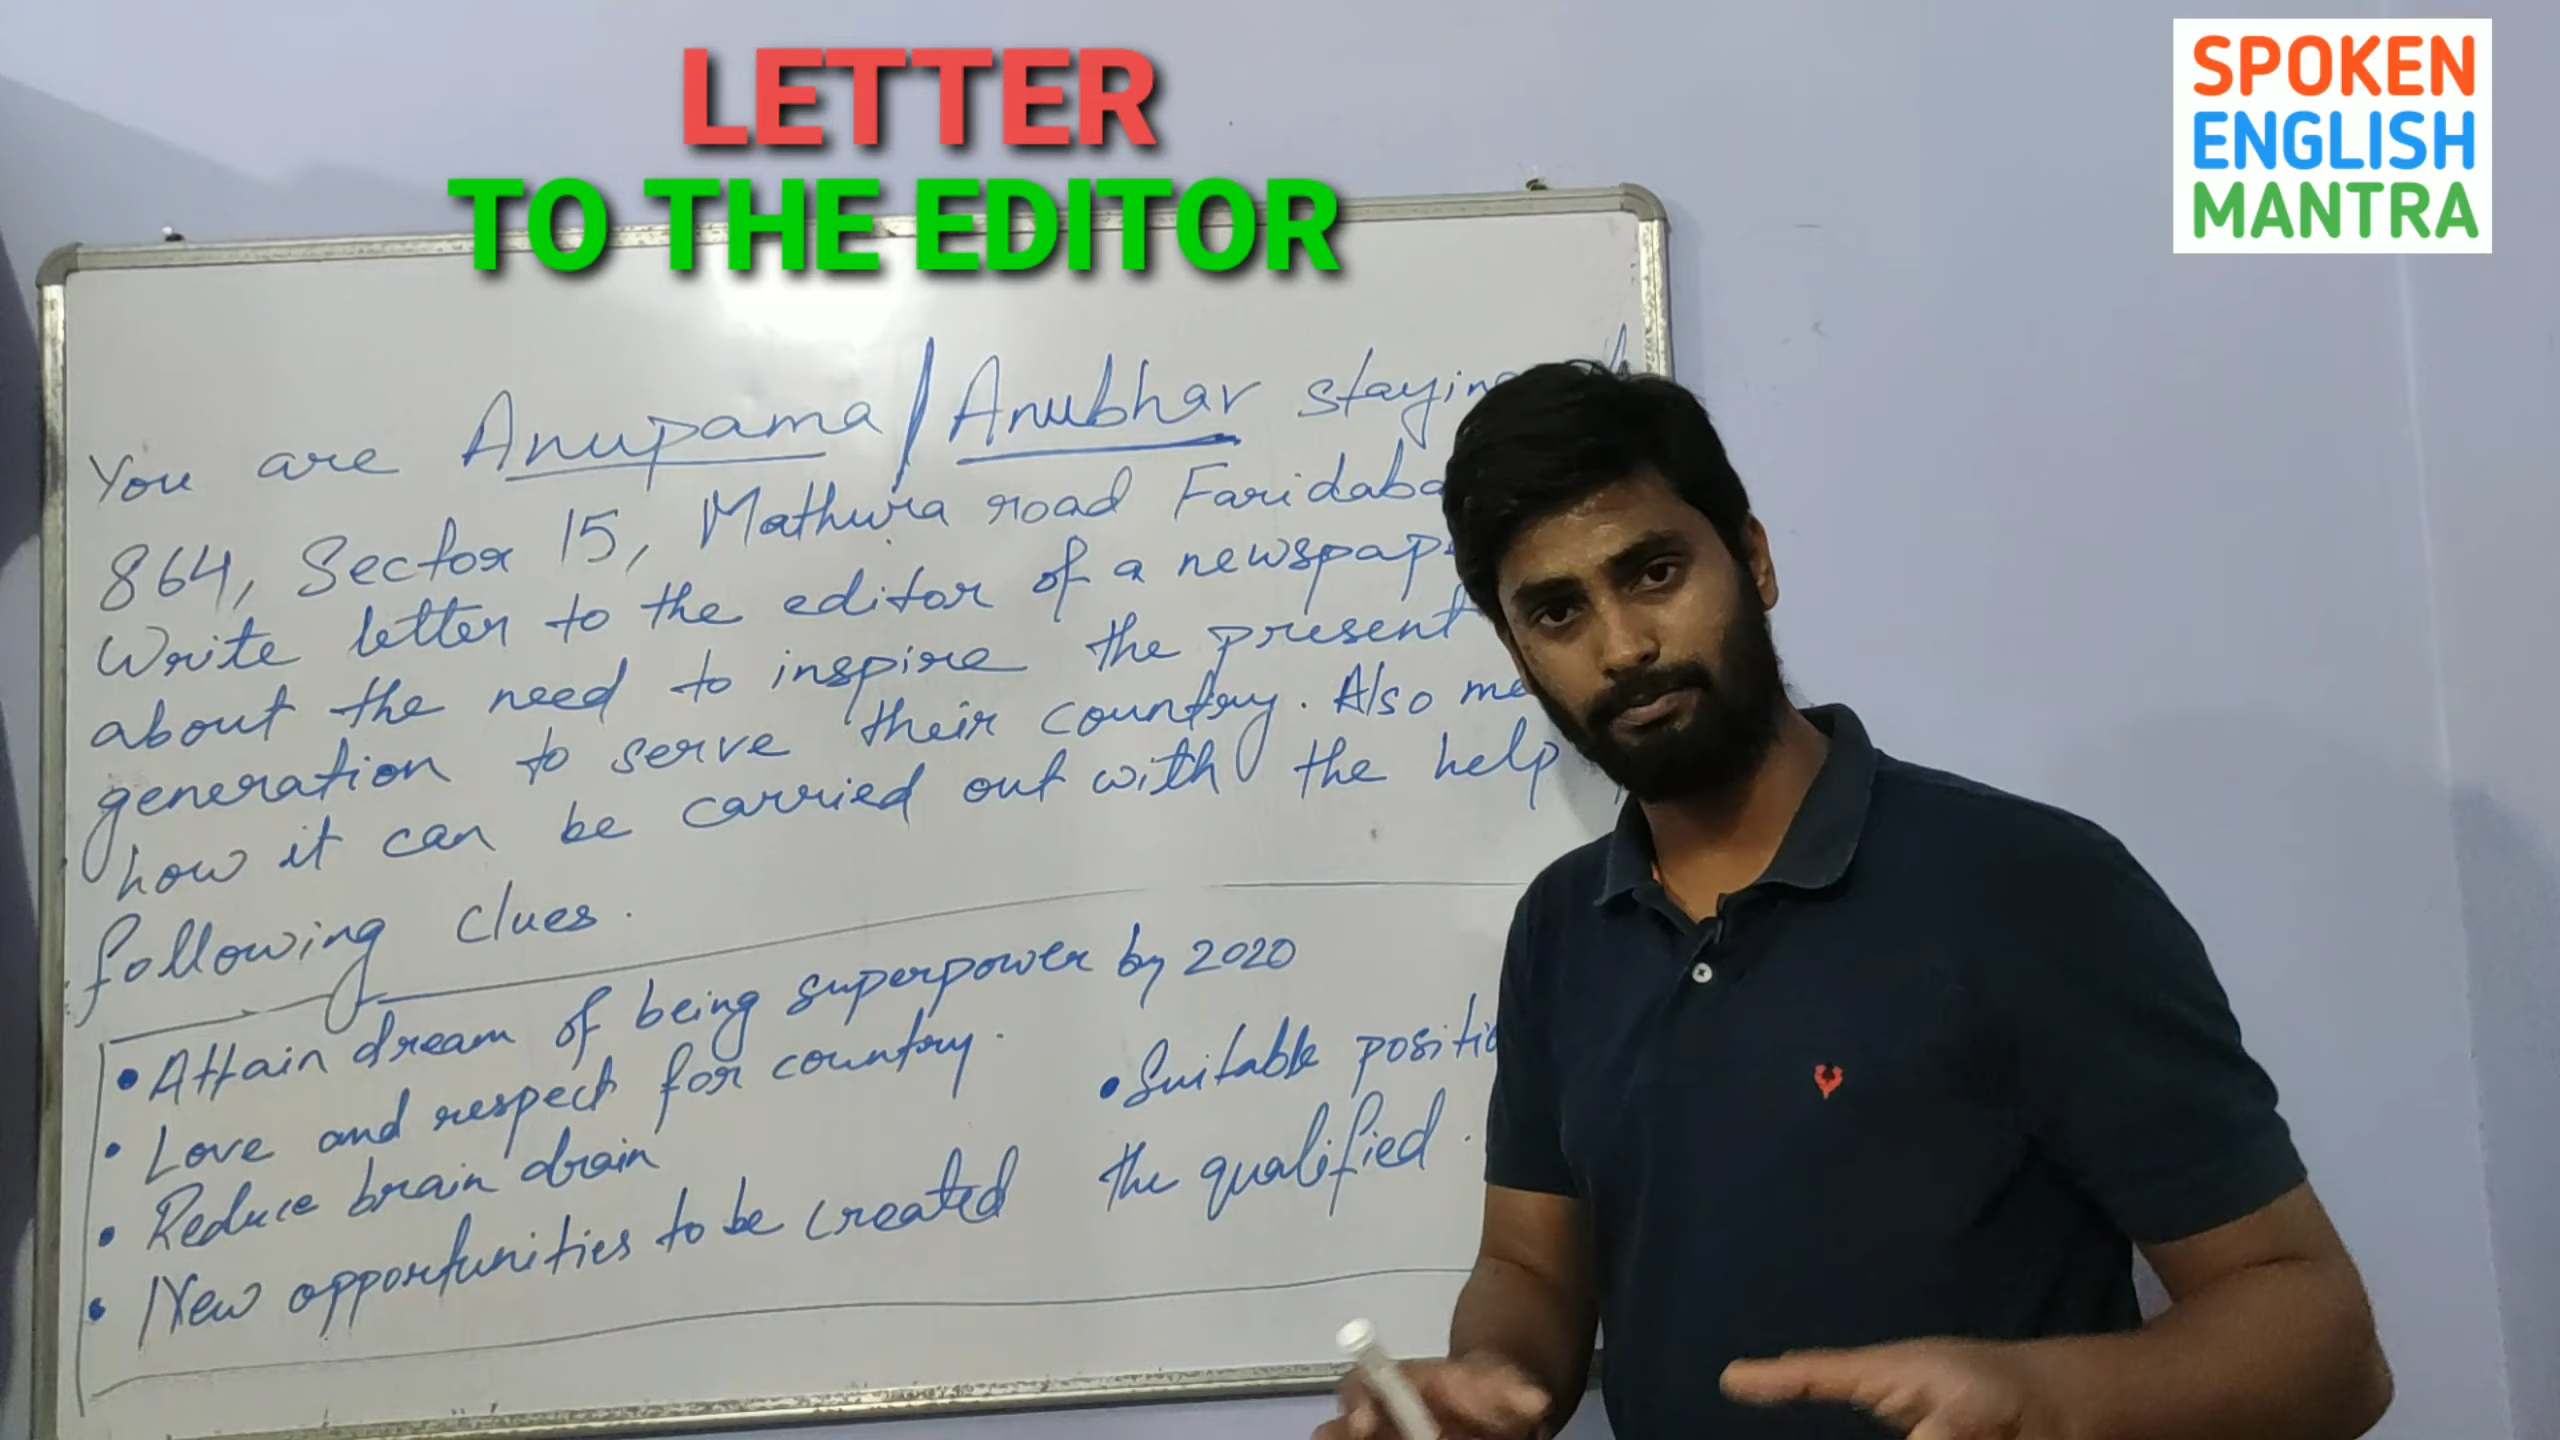 LETTER
TO THE EDITOR
SPOKEN
ENGLISH
MANTRA
You are Anupama/Anubhav staying
864, Sector 15, Mathura road Faridaba
Write letter to the editor of a newspap
about the need to inspire the present
generation to serve their country. Also me
how it can be carried out with the help
following clues.
• Attain dream of being superpower by 2020
• Love and respect for country.
• Reduce brain drain
• New opportunities to be created
• Suitable positio
the qualified.